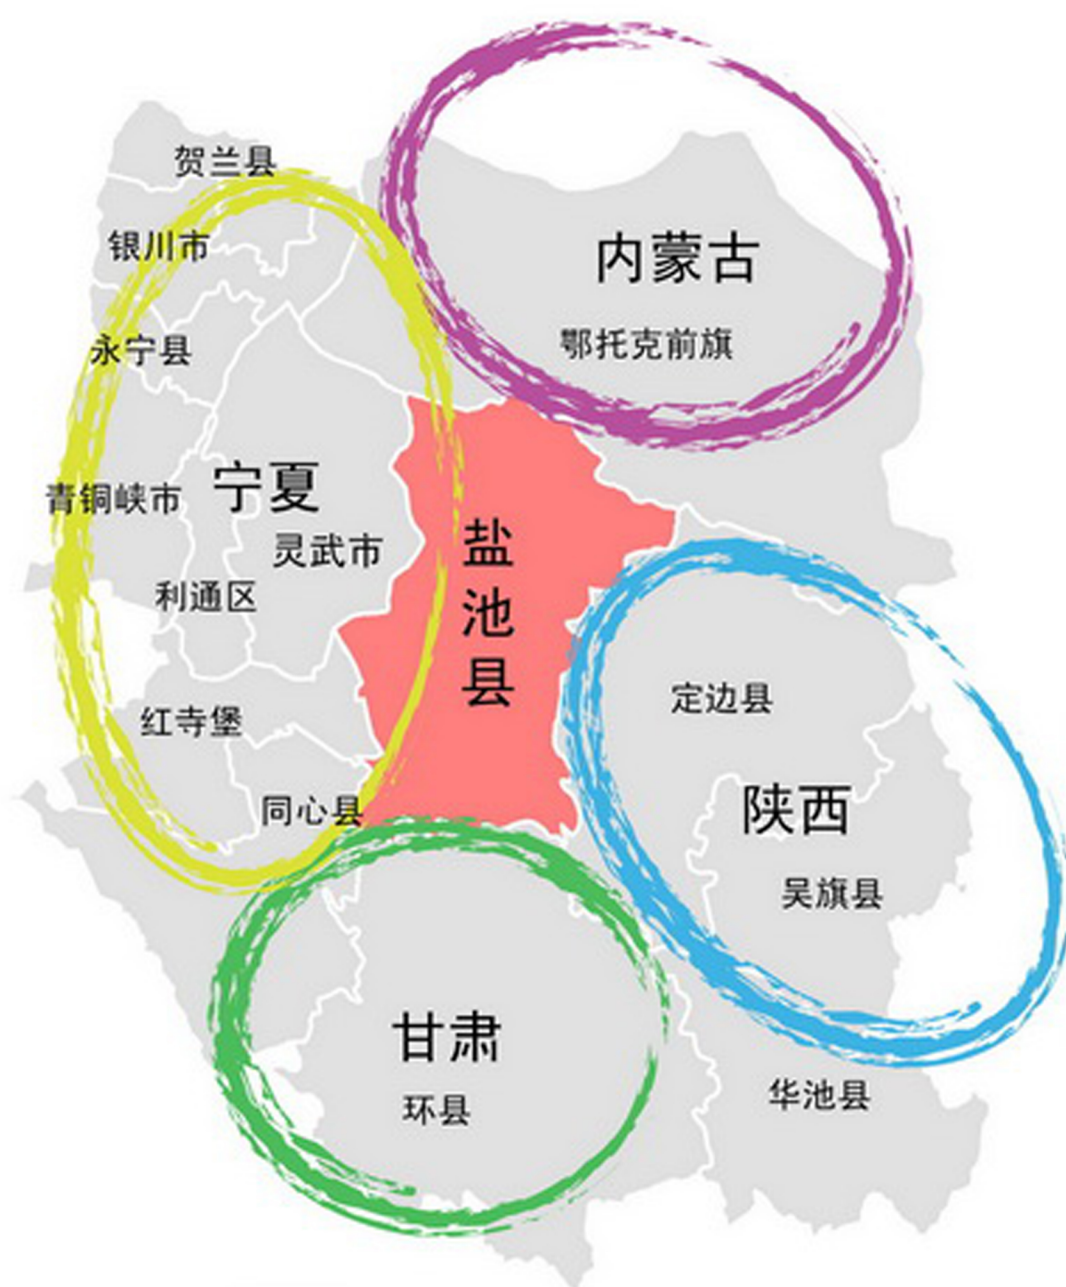 贺兰县
银川市
内蒙古
永宁县
鄂托克前旗
宁夏
青铜峡市
灵武市
盐池县
利通区
定边县
红寺堡
陕西
同心县
吴旗县
甘肃
环县
华池县